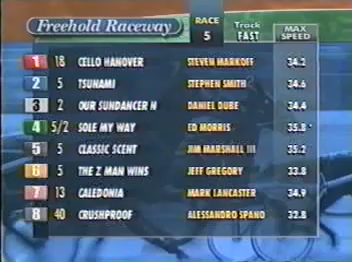 Freehold Raceway RACE 5 Track FAST MAX SPEED
1 18 CELLO HANOVER STEVEN MARKOFF 34.2
2 5 TSUNAMI STEPHEN SMITH 34.6
3 2 OUR SUNDANCER N DANIEL DUBE 34.4
4 5/2 SOLE MY WAY ED MORRIS 35.8
5 5 CLASSIC SCENT JIM MARSHALL III 35.2
6 5 THE Z MAN WINS JEFF GREGORY 33.8
7 13 CALEDONIA MARK LANCASTER 34.9
8 40 CRUSHPROOF ALESSANDRO SPANO 32.8